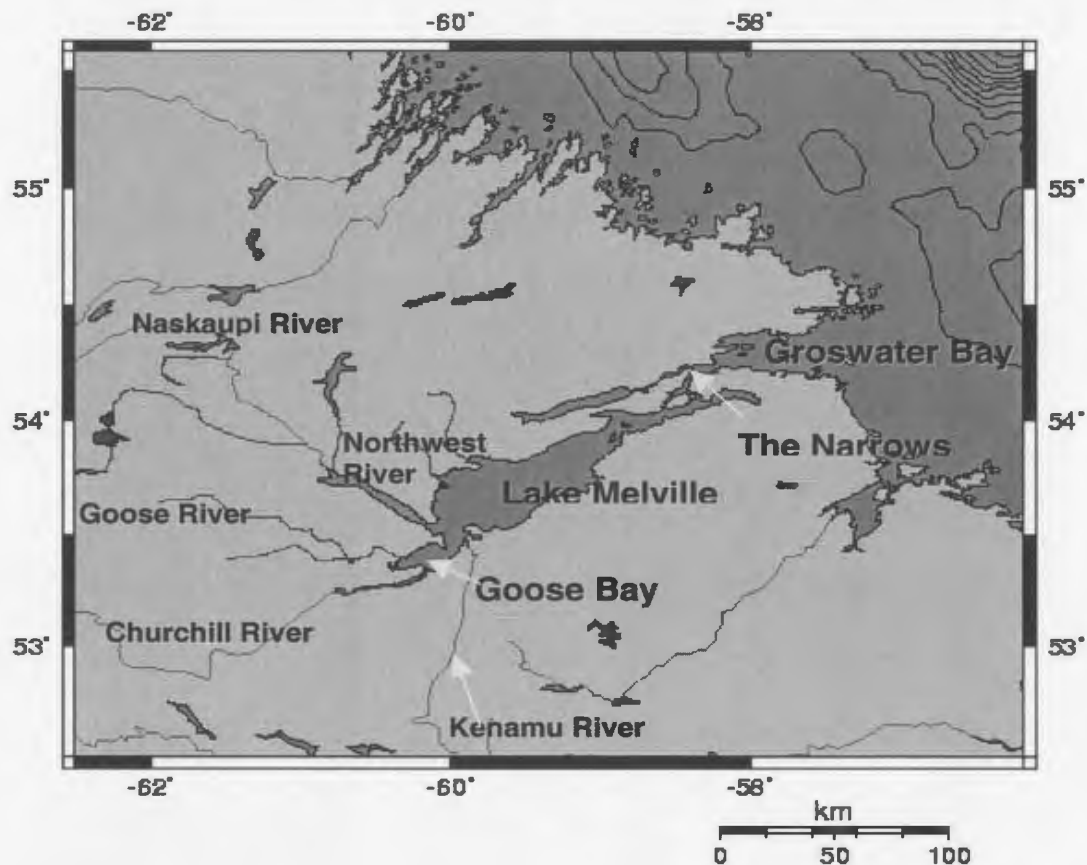 -62° -60° -58°
55° 55°
Naskaupi River
Groswater Bay
54° 54°
Northwest
River
The Narrows
Lake Melville
Goose River
Goose Bay
Churchill River
53° 53°
Kenamu River
-62° -60° -58°
km
0 50 100